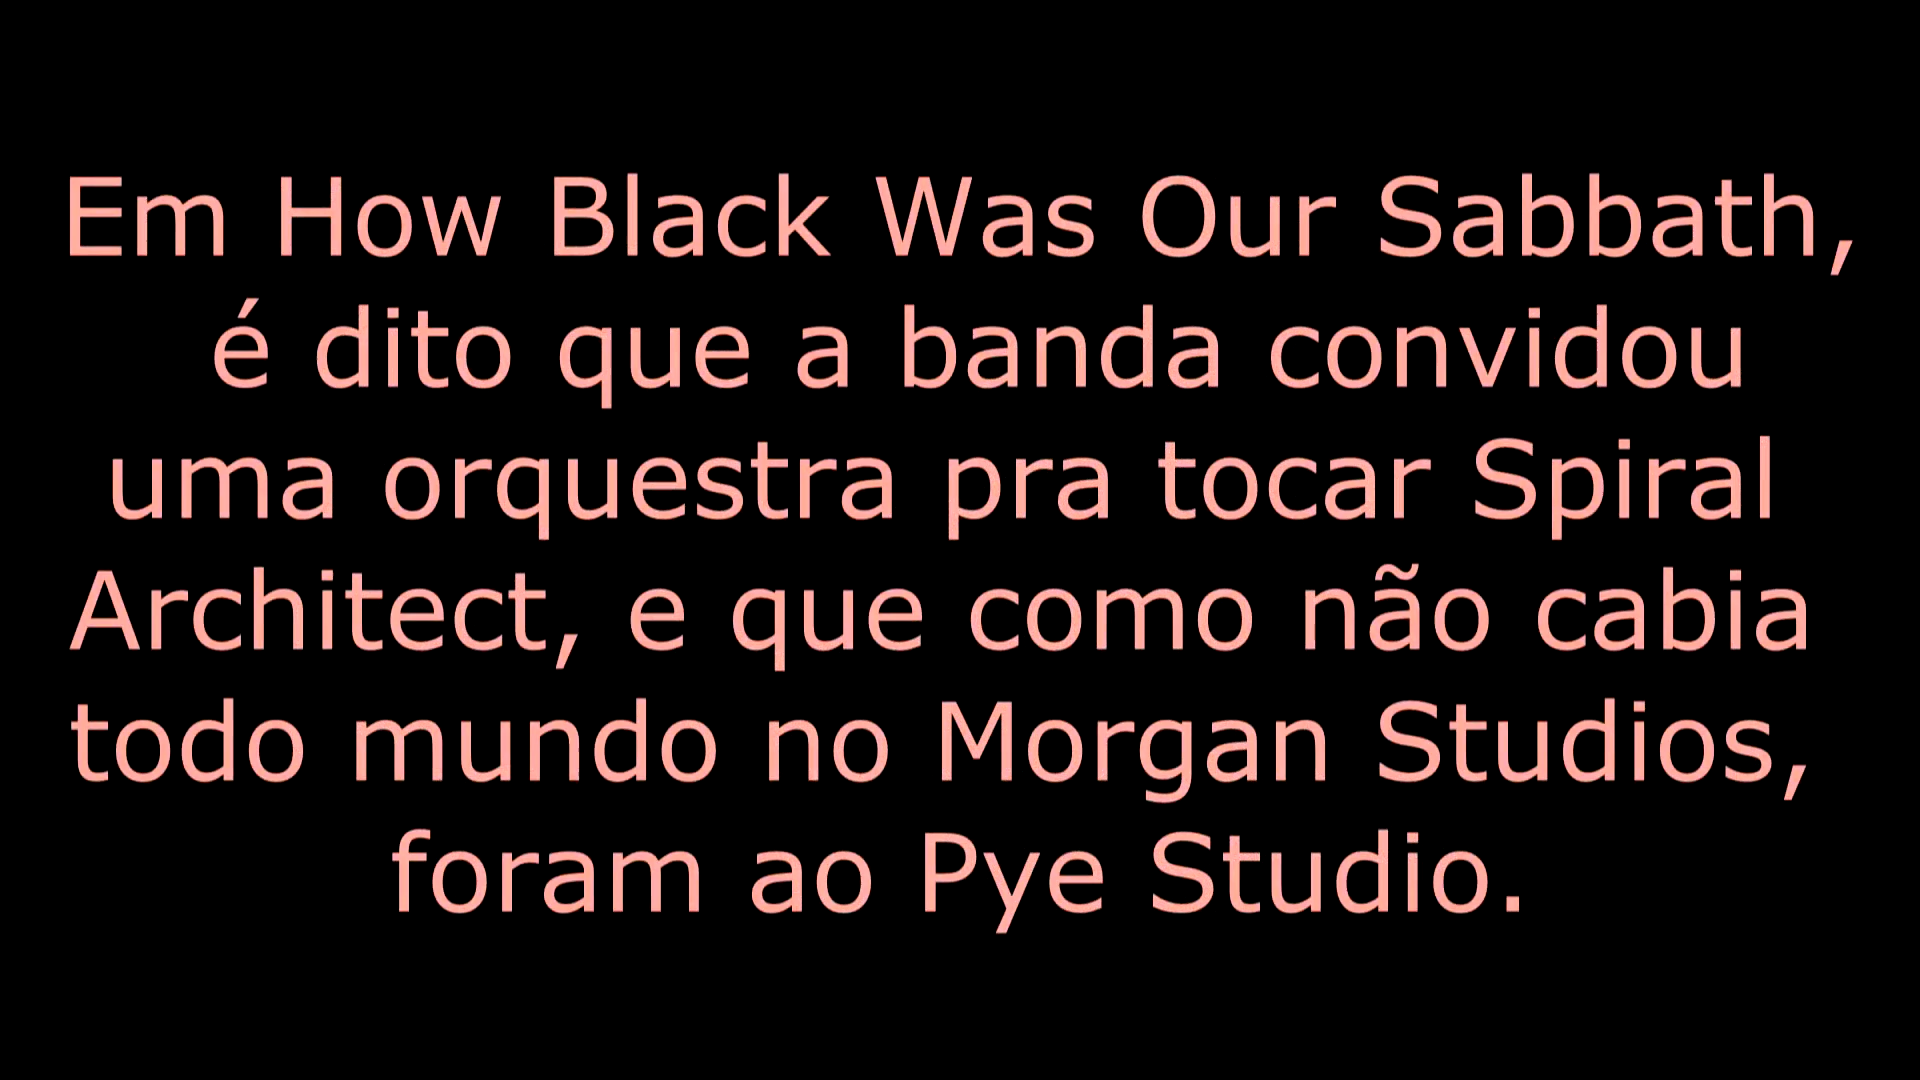 Em How Black Was Our Sabbath,
é dito que a banda convidou
uma orquestra pra tocar Spiral
Architect, e que como não cabia
todo mundo no Morgan Studios,
foram ao Pye Studio.